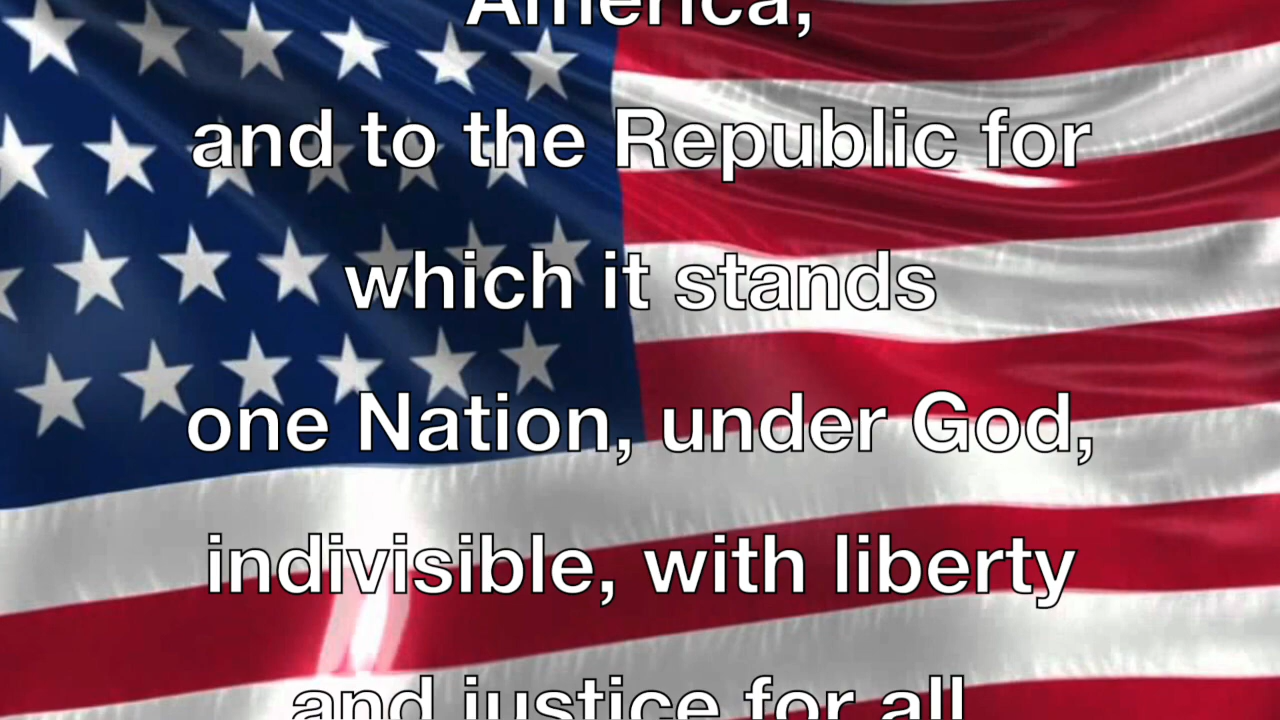 America,
and to the Republic for
which it stands
one Nation, under God,
indivisible, with liberty
and justice for all